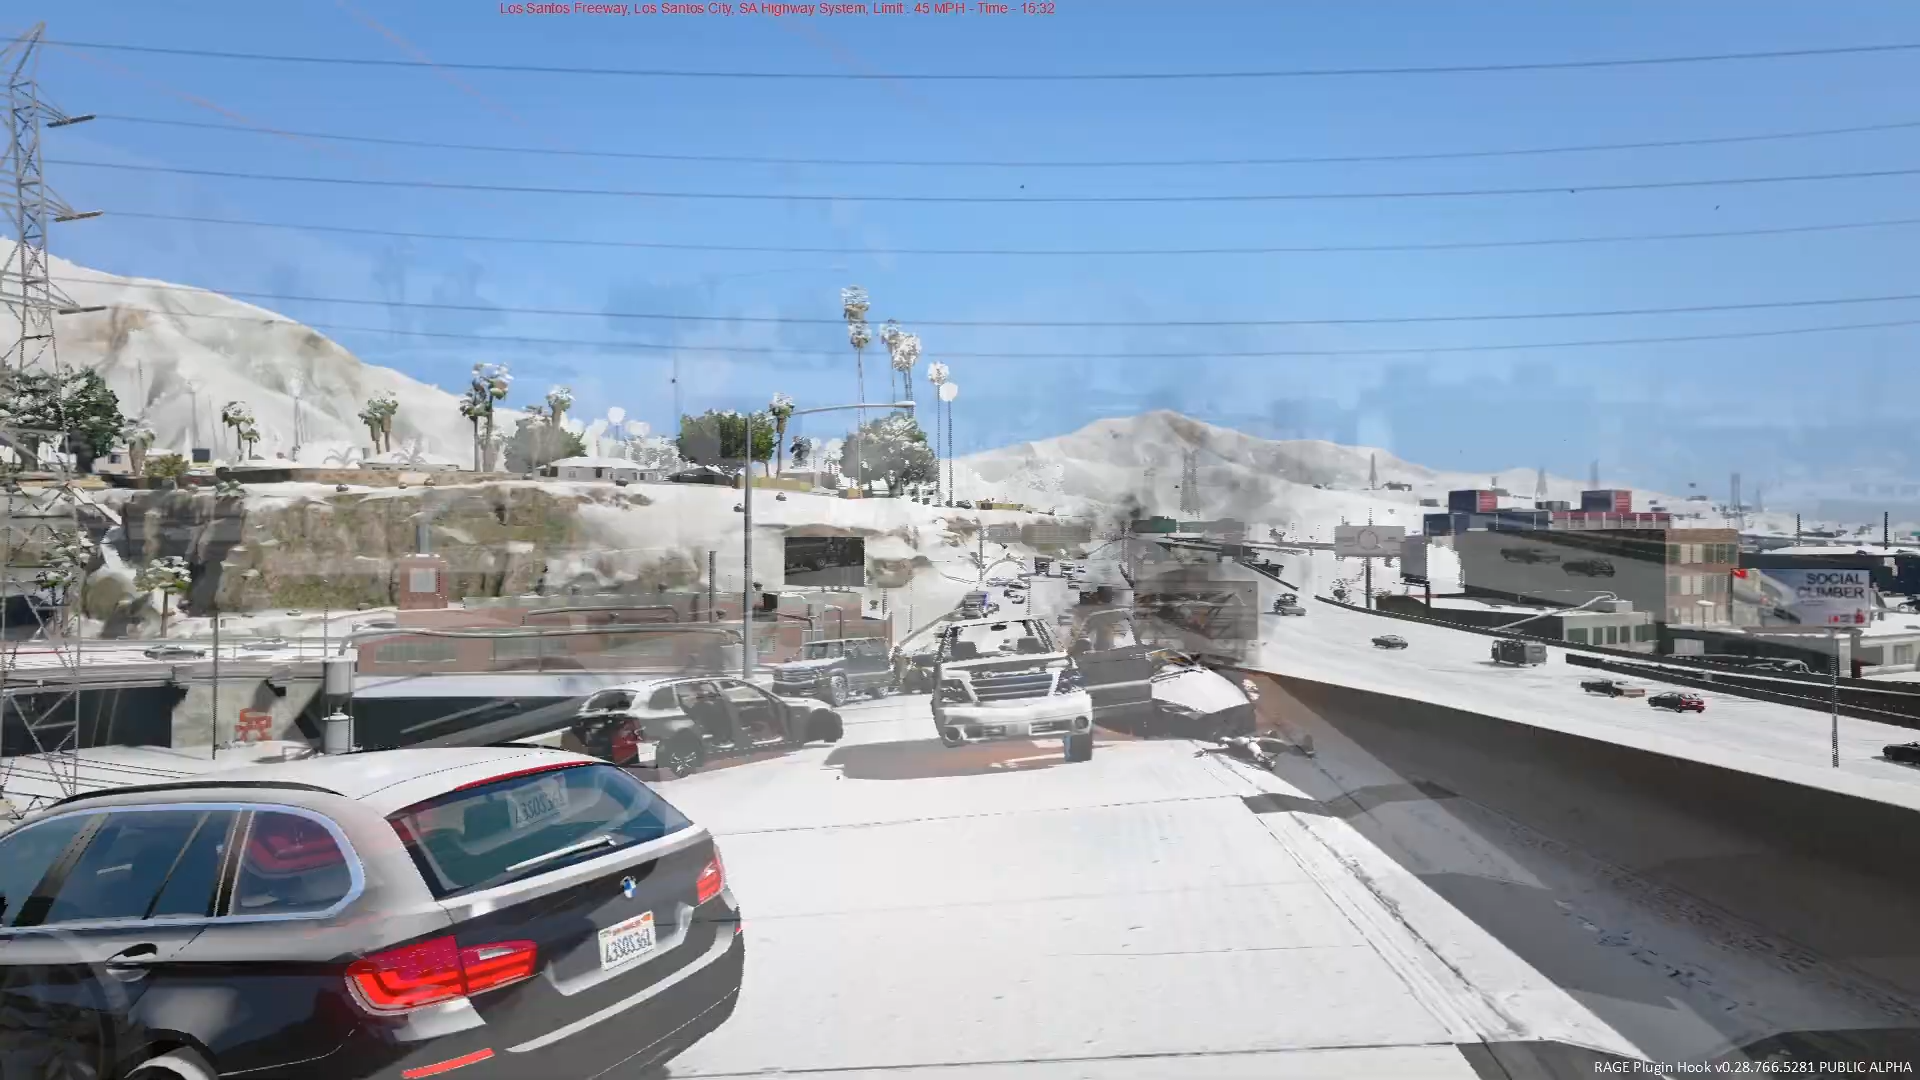 Los Santos Freeway, Los Santos City, SA Highway System, Limit : 45 MPH - Time - 15:32
SOCIAL
CLIMBER
RAGE Plugin Hook v0.28.766.5281 PUBLIC ALPHA